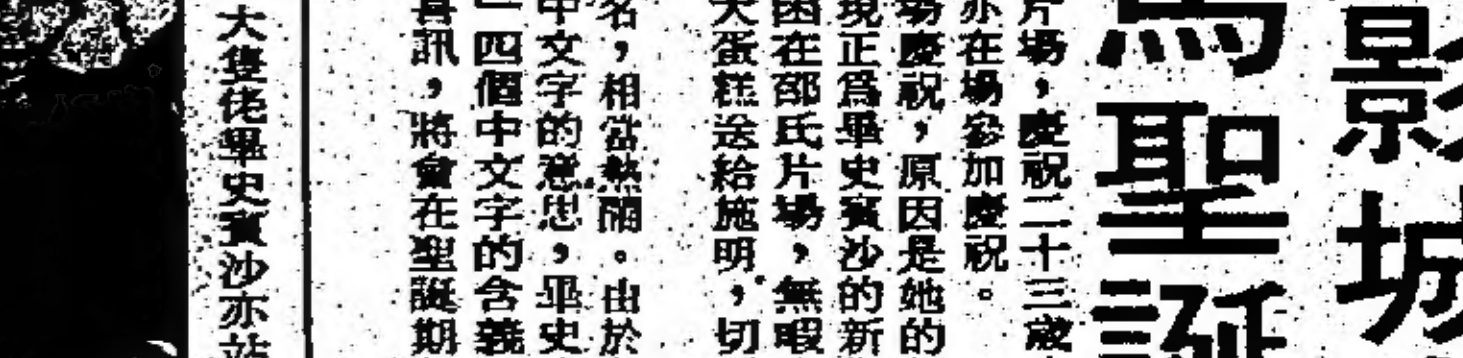 影城
馬聖誕
片場，慶祝二十三歲
亦在場參加慶祝。
場慶祝，原因是她的
現正爲畢史賓沙的新
困在邵氏片場，無暇
大蛋糕送給施明，切
名，相當熱鬧。由於
中文字的意思，畢史
四個中文字的含義
喜訊，將會在聖誕期
大隻佬畢史賓沙亦站